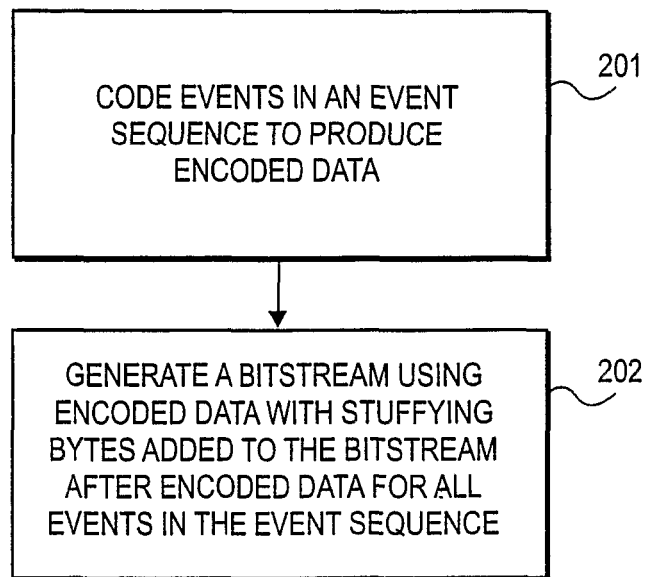 CODE EVENTS IN AN EVENT
SEQUENCE TO PRODUCE
ENCODED DATA
201
GENERATE A BITSTREAM USING
ENCODED DATA WITH STUFFYING
BYTES ADDED TO THE BITSTREAM
AFTER ENCODED DATA FOR ALL
EVENTS IN THE EVENT SEQUENCE
202